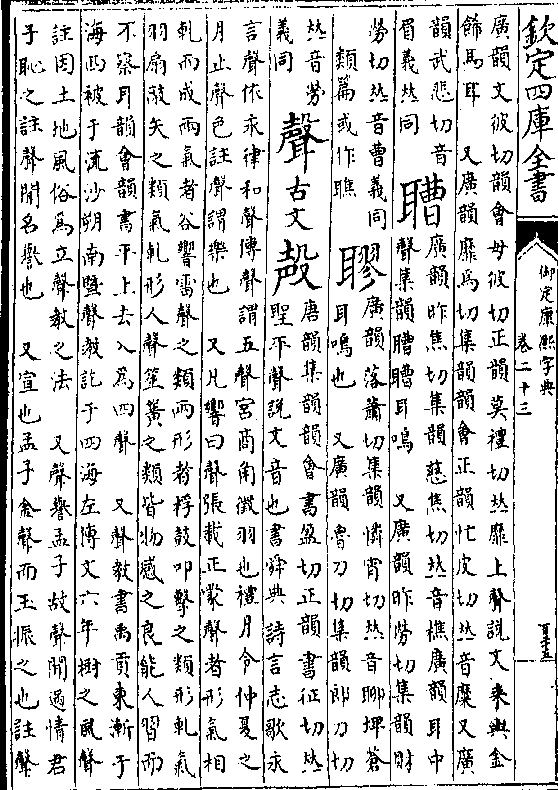 欽定四庫全書
御定康熙字典
卷二十三
廣韻文彼切韻會母彼切正韻莫禮切𠀤靡上聲說文乘輿金
飾馬耳　又廣韻靡為切集韻韻會正韻忙皮切𠀤音糜又廣
韻武悲切音
眉義𠀤同
聸
廣韻昨焦切集韻慈焦切𠀤音樵廣韻耳中
聲集韻聸聸耳鳴　又廣韻昨勞切集韻財
勞切𠀤音曹義同
類篇或作聸
聊
廣韻落蕭切集韻憐宵切𠀤音聊埤蒼
耳鳴也　又廣韻魯刀切集韻郎刀切
𠀤音勞
義同
聲
古文
殸
唐韻集韻韻會書盈切正韻書征切𠀤
聖平聲說文音也書舜典詩言志歌永
言聲依永律和聲傳聲謂五聲宮商角徵羽也禮月令仲夏之
月止聲色註聲謂樂也　又凡響曰聲張載正蒙聲者形氣相
軋而成兩氣者谷響雷聲之類兩形者桴鼓叩擊之類形軋氣
羽扇敲矢之類氣軋形人聲笙簧之類皆物感之良能人習而
不察耳韻會韻書平上去入為四聲　又聲教書禹貢東漸于
海西被于流沙朔南曁聲教訖于四海左傳文六年樹之風聲
註因土地風俗為立聲教之法　又聲譽孟子故聲聞過情君
子恥之註聲聞名譽也　又宣也孟子金聲而玉振之也註聲